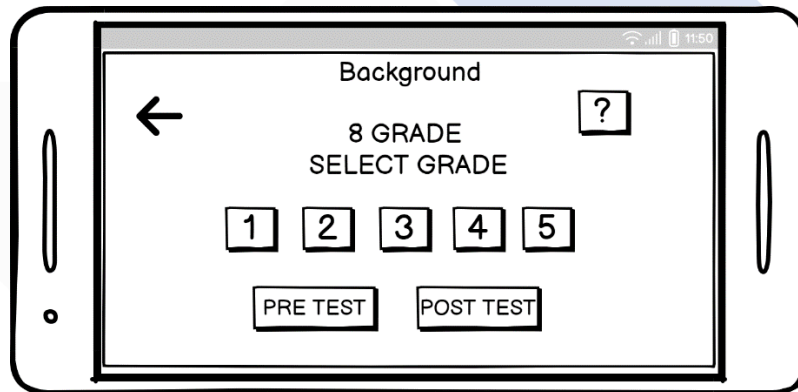 11:50
Background
?
8 GRADE
SELECT GRADE
1 2 3 4 5
PRE TEST POST TEST